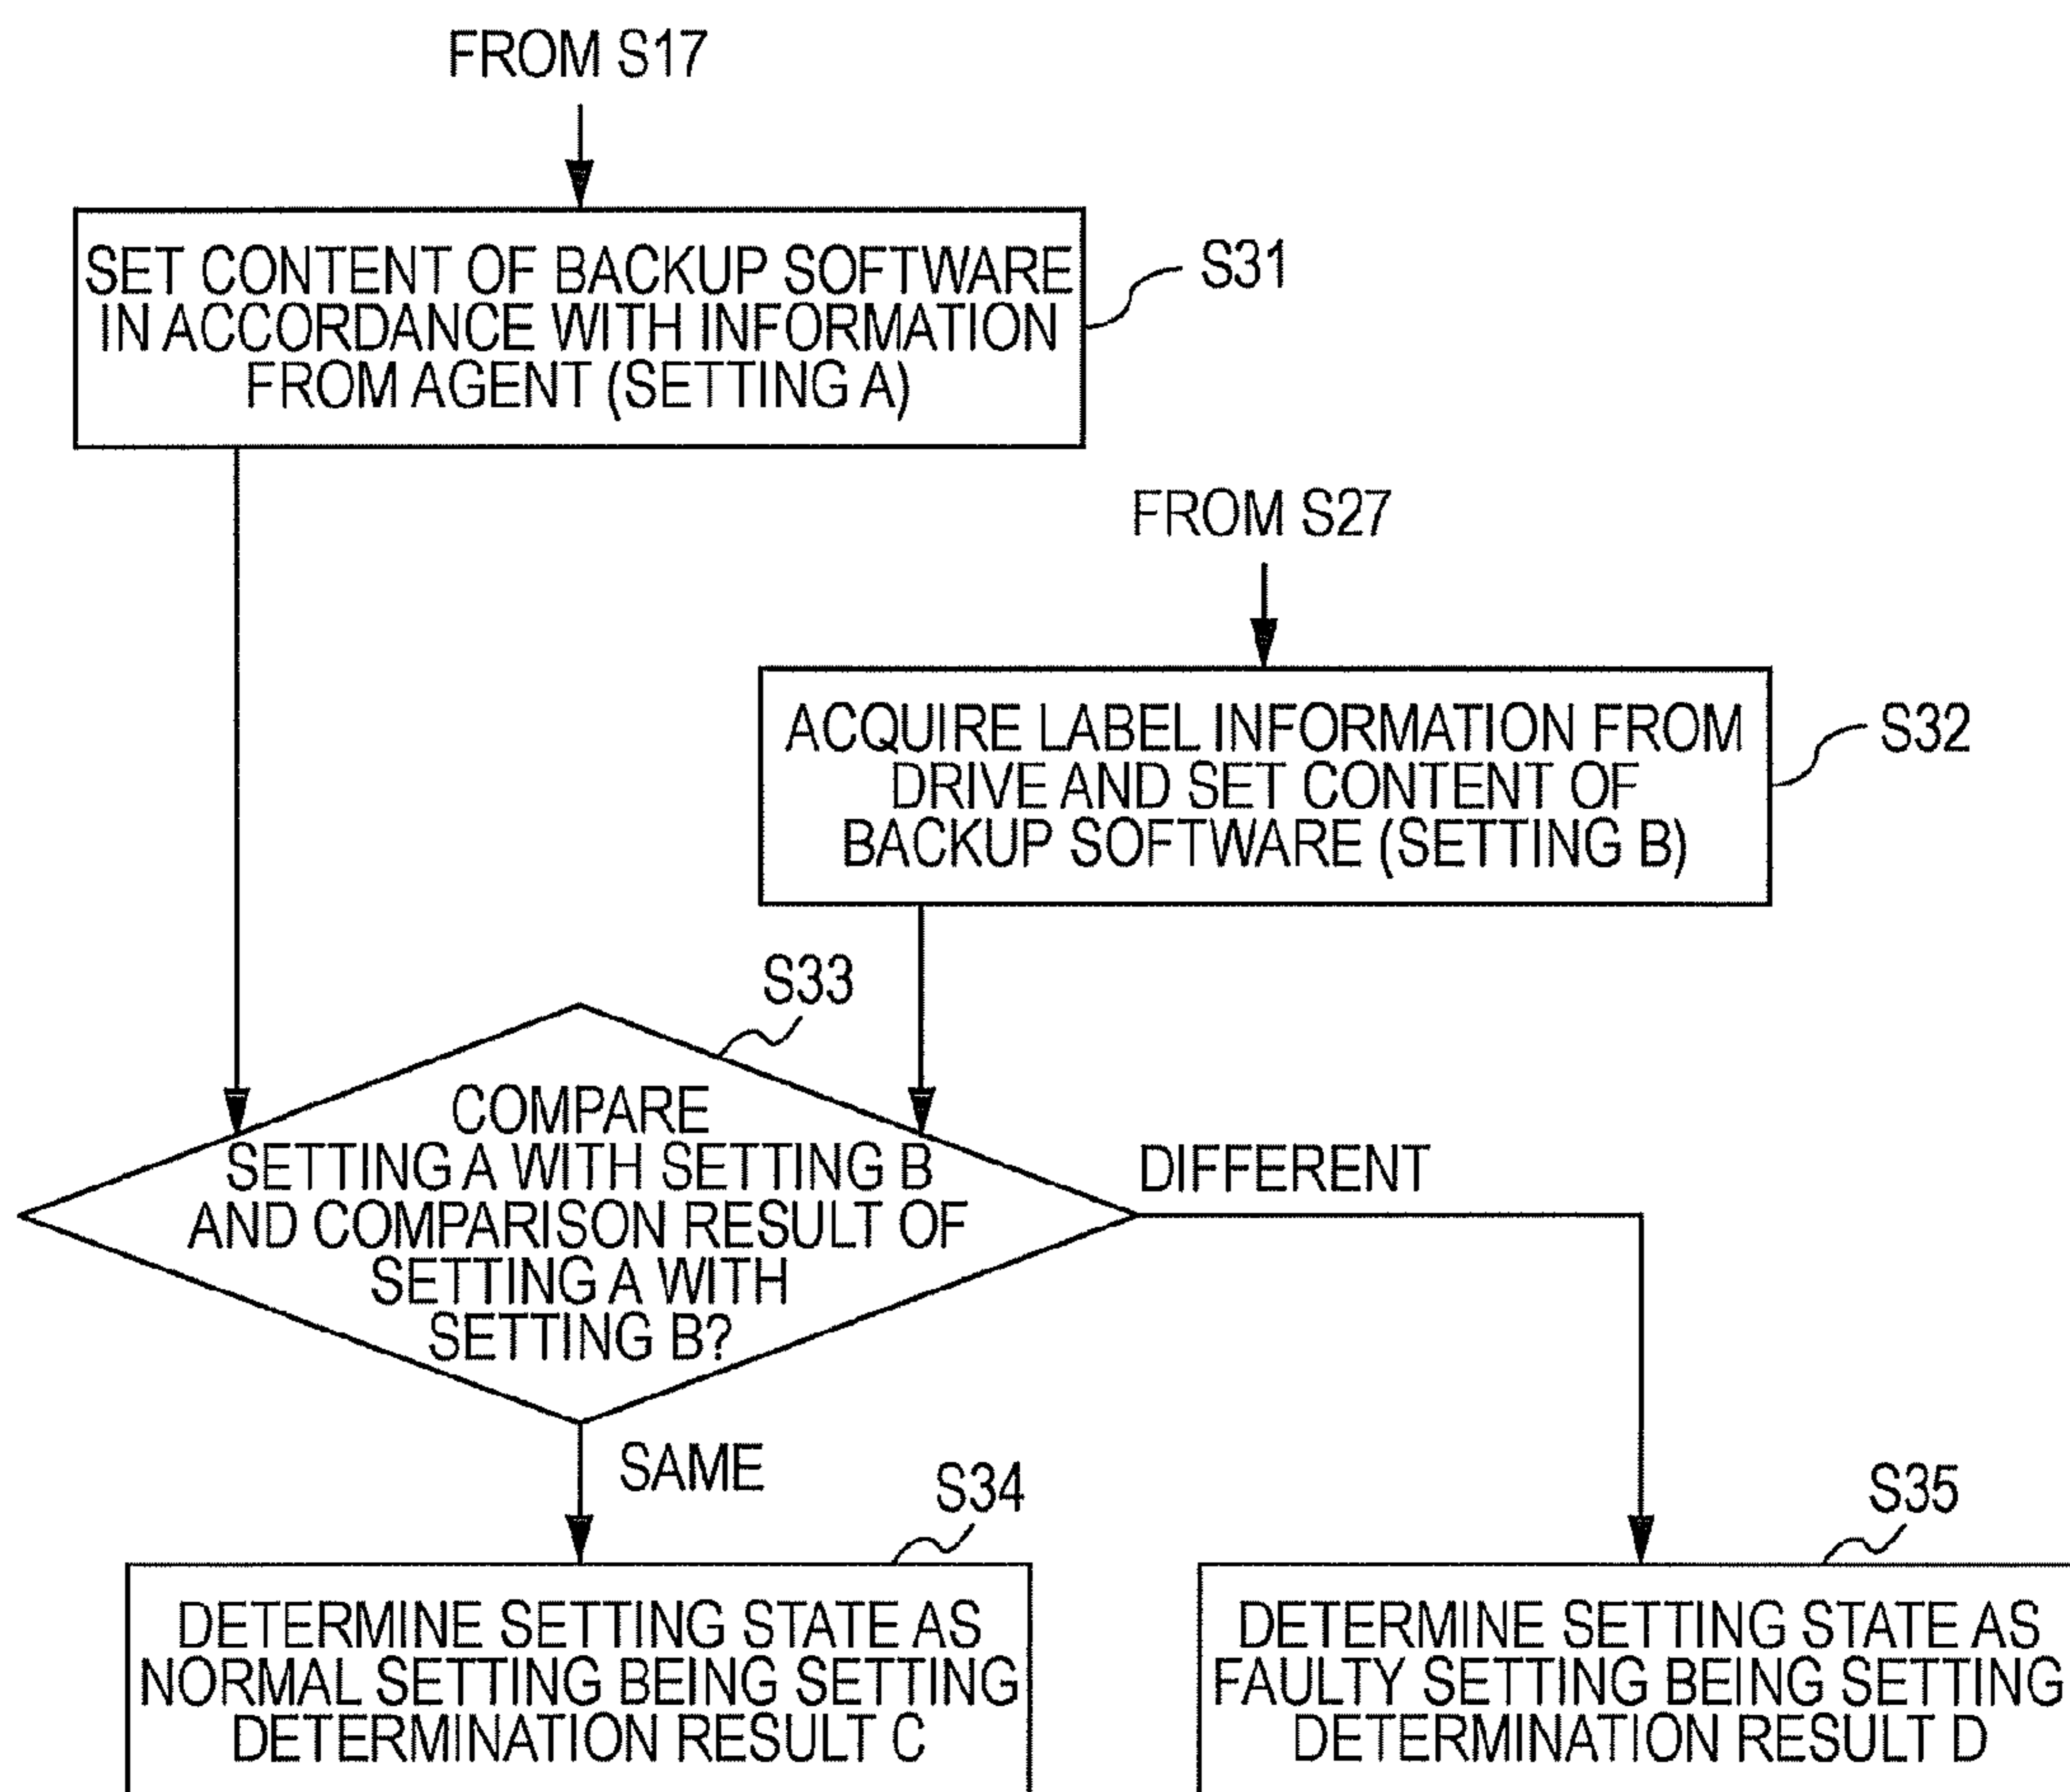 FROM S17
SET CONTENT OF BACKUP SOFTWARE
IN ACCORDANCE WITH INFORMATION
FROM AGENT (SETTING A)
S31
FROM S27
ACQUIRE LABEL INFORMATION FROM
DRIVE AND SET CONTENT OF
BACKUP SOFTWARE (SETTING B)
S32
S33
COMPARE
SETTING A WITH SETTING B
AND COMPARISON RESULT OF
SETTING A WITH
SETTING B?
DIFFERENT
SAME
S34
DETERMINE SETTING STATE AS
NORMAL SETTING BEING SETTING
DETERMINATION RESULT C
S35
DETERMINE SETTING STATE AS
FAULTY SETTING BEING SETTING
DETERMINATION RESULT D